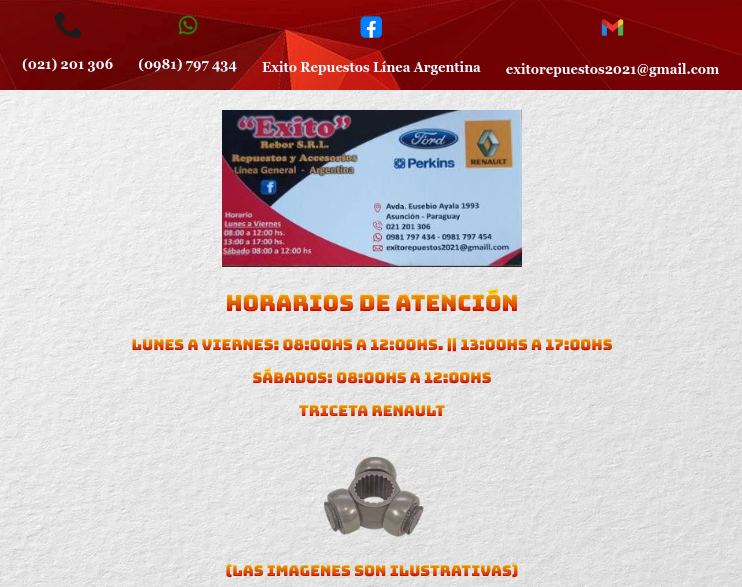 (021) 201 306
(0981) 797 434
Exito Repuestos Línea Argentina
exitorepuestos2021@gmail.com
"Exito"
Rebor S.R.L.
Repuestos y Accesorios
Línea General - Argentina
Ford
Perkins
RENAULT
Horario
Lunes a Viernes
08:00 a 12:00 hs.
13:00 a 17:00 hs.
Sábado 08:00 a 12:00 hs
Avda. Eusebio Ayala 1993
Asunción - Paraguay
021 201 306
0981 797 434 - 0981 797 454
exitorepuestos2021@gmaill.com
HORARIOS DE ATENCIÓN
LUNES A VIERNES: 08:00HS A 12:00HS. || 13:00HS A 17:00HS
SÁBADOS: 08:00HS A 12:00HS
TRICETA RENAULT
(LAS IMAGENES SON ILUSTRATIVAS)